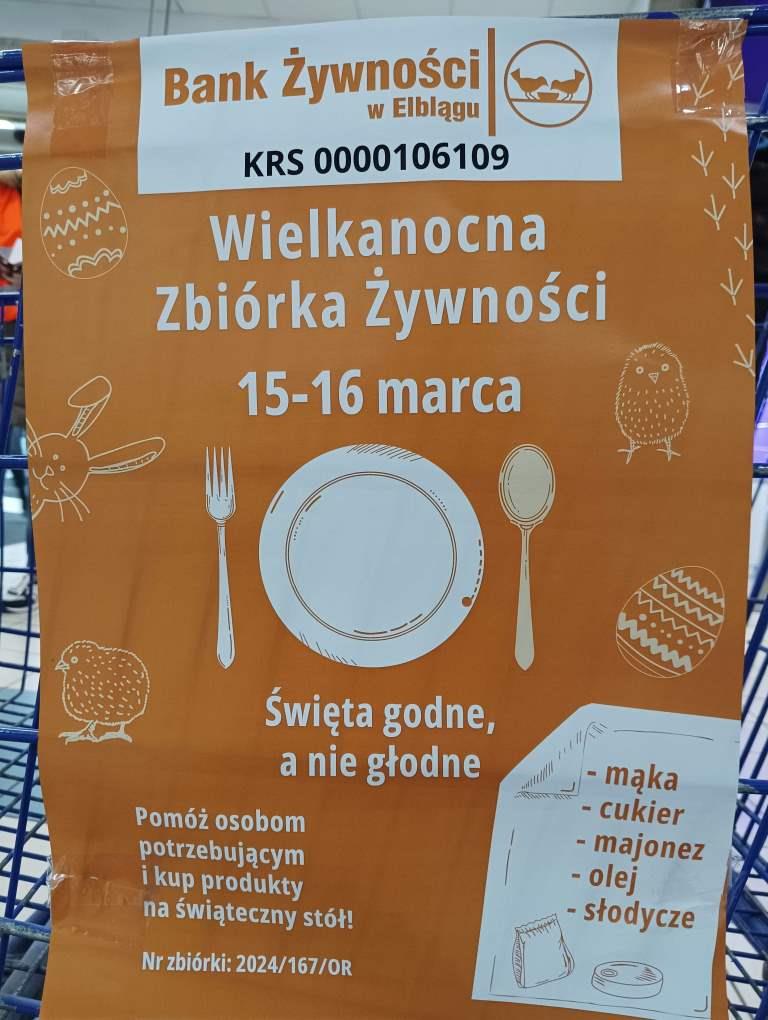 Bank Żywności
w Elblągu
KRS 0000106109
Wielkanocna
Zbiórka Żywności
15-16 marca
Święta godne,
a nie głodne
Pomóż osobom
potrzebującym
i kup produkty
na świąteczny stół!
Nr zbiórki: 2024/167/OR
- mąka
- cukier
- majonez
- olej
- słodycze